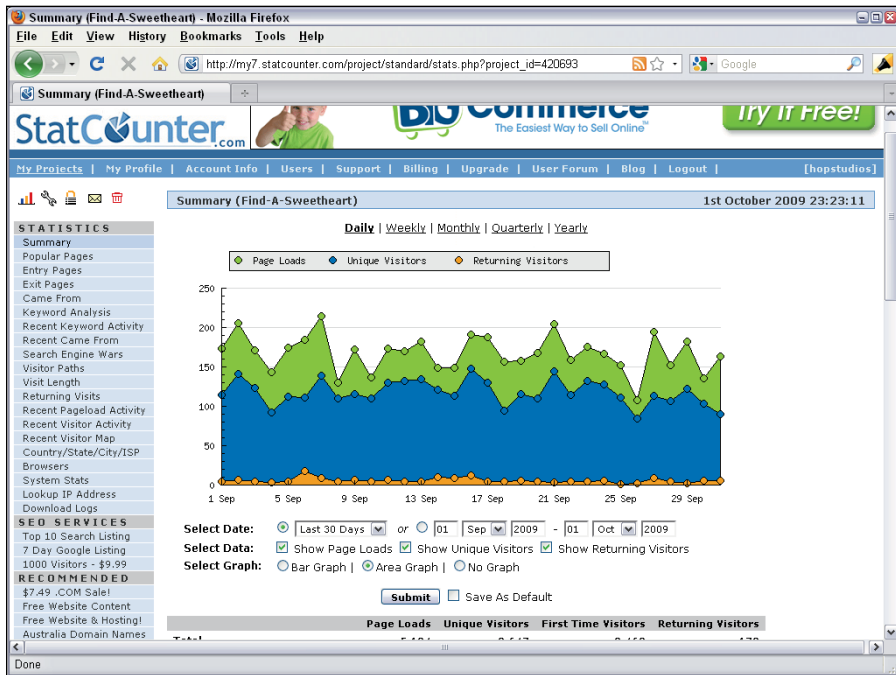 Summary (Find-A-Sweetheart) - Mozilla Firefox
File Edit View History Bookmarks Tools Help
http://my7.statcounter.com/project/standard/stats.php?project_id=420693
Google
Summary (Find-A-Sweetheart)
StatCounter.com
BIG Commerce
The Easiest Way to Sell Online
Try It Free!
My Projects | My Profile | Account Info | Users | Support | Billing | Upgrade | User Forum | Blog | Logout | [hopstudios]
Summary (Find-A-Sweetheart) 1st October 2009 23:23:11
STATISTICS
Summary
Popular Pages
Entry Pages
Exit Pages
Came From
Keyword Analysis
Recent Keyword Activity
Recent Came From
Search Engine Wars
Visitor Paths
Visit Length
Returning Visits
Recent Pageload Activity
Recent Visitor Activity
Recent Visitor Map
Country/State/City/ISP
Browsers
System Stats
Lookup IP Address
Download Logs
SEO SERVICES
Top 10 Search Listing
7 Day Google Listing
1000 Visitors - $9.99
RECOMMENDED
$7.49 .COM Sale!
Free Website Content
Free Website & Hosting!
Australia Domain Names
Daily | Weekly | Monthly | Quarterly | Yearly
Page Loads Unique Visitors Returning Visitors
250
200
150
100
50
0
1 Sep 5 Sep 9 Sep 13 Sep 17 Sep 21 Sep 25 Sep 29 Sep
Select Date: Last 30 Days or 01 Sep 2009 - 01 Oct 2009
Select Data: Show Page Loads Show Unique Visitors Show Returning Visitors
Select Graph: Bar Graph | Area Graph | No Graph
Submit Save As Default
Page Loads Unique Visitors First Time Visitors Returning Visitors
Total
Done